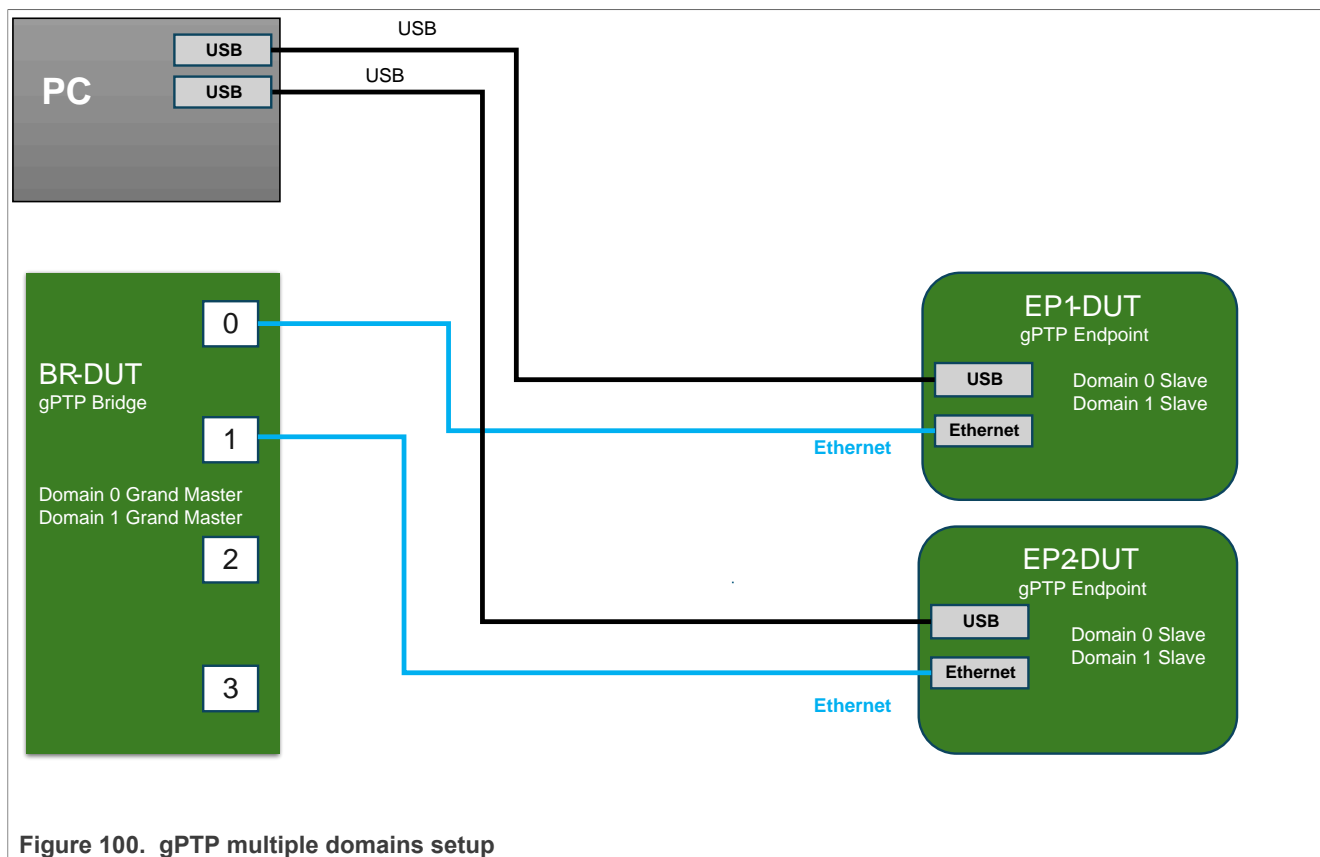 PC
USB
USB
USB
USB
BR-DUT
gPTP Bridge
0
1
Domain 0 Grand Master
Domain 1 Grand Master
2
3
EP1-DUT
gPTP Endpoint
USB
Domain 0 Slave
Domain 1 Slave
Ethernet
Ethernet
EP2-DUT
gPTP Endpoint
USB
Domain 0 Slave
Domain 1 Slave
Ethernet
Ethernet
Figure 100. gPTP multiple domains setup